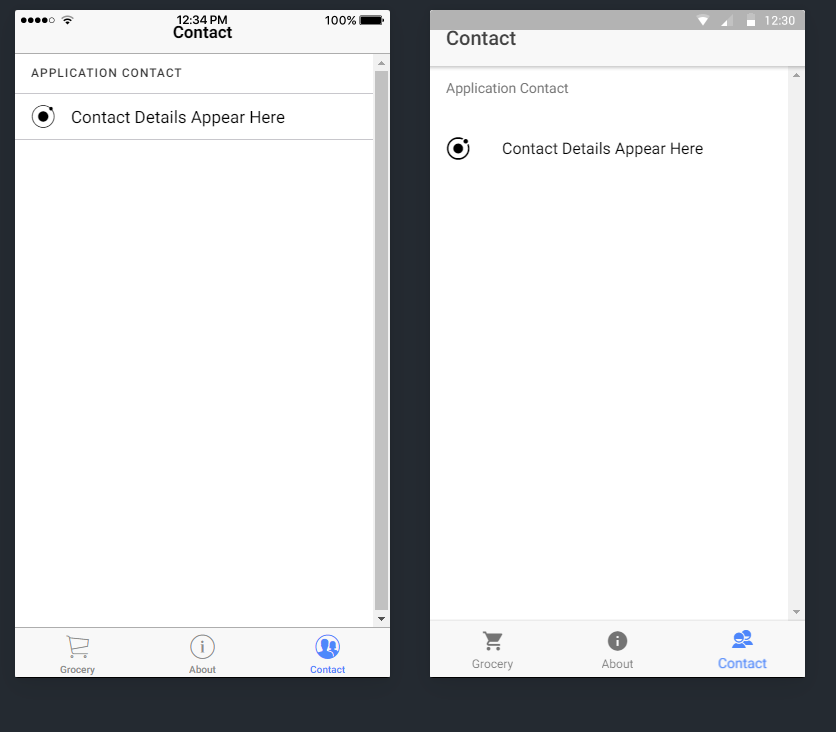 12:34 PM 100%
Contact
APPLICATION CONTACT
Contact Details Appear Here
Grocery About Contact
12:30
Contact
Application Contact
Contact Details Appear Here
Grocery About Contact